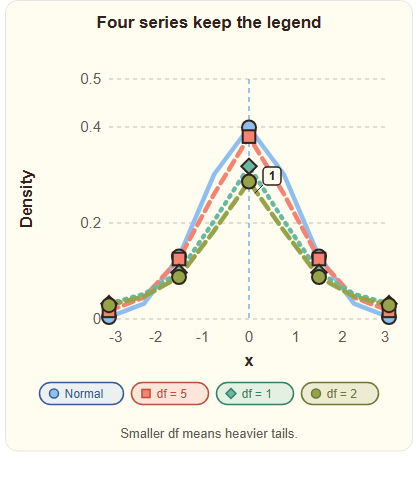 Four series keep the legend
0.5
0.4
0.2
0
Density
1
-3 -2 -1 0 1 2 3
x
Normal df = 5 df = 1 df = 2
Smaller df means heavier tails.